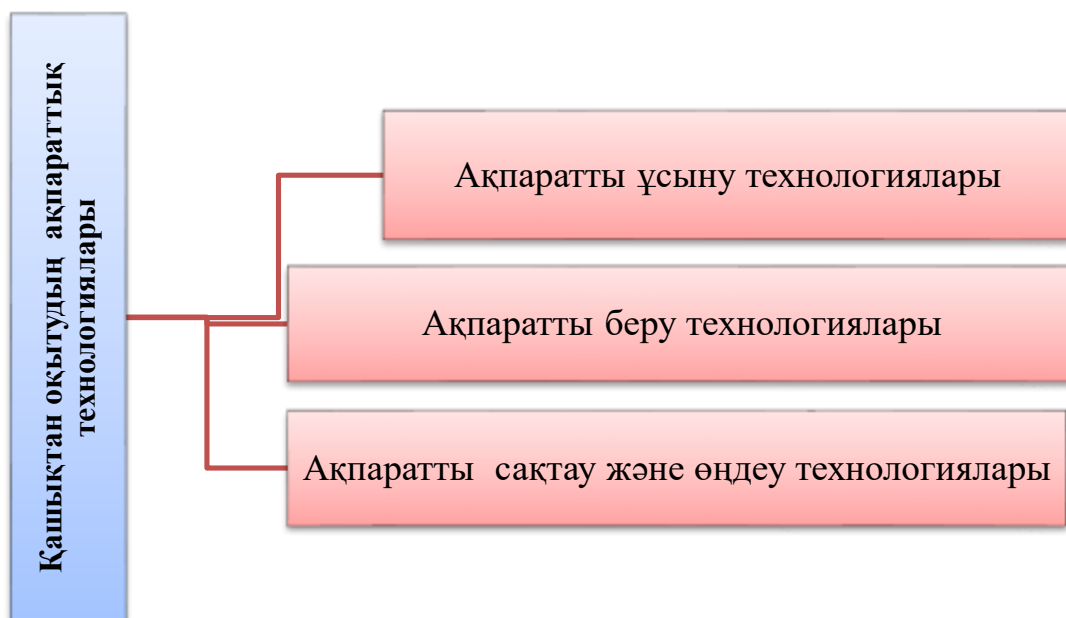 Қашықтан оқытудың ақпараттық
технологиялары
Ақпаратты ұсыну технологиялары
Ақпаратты беру технологиялары
Ақпаратты сақтау және өңдеу технологиялары